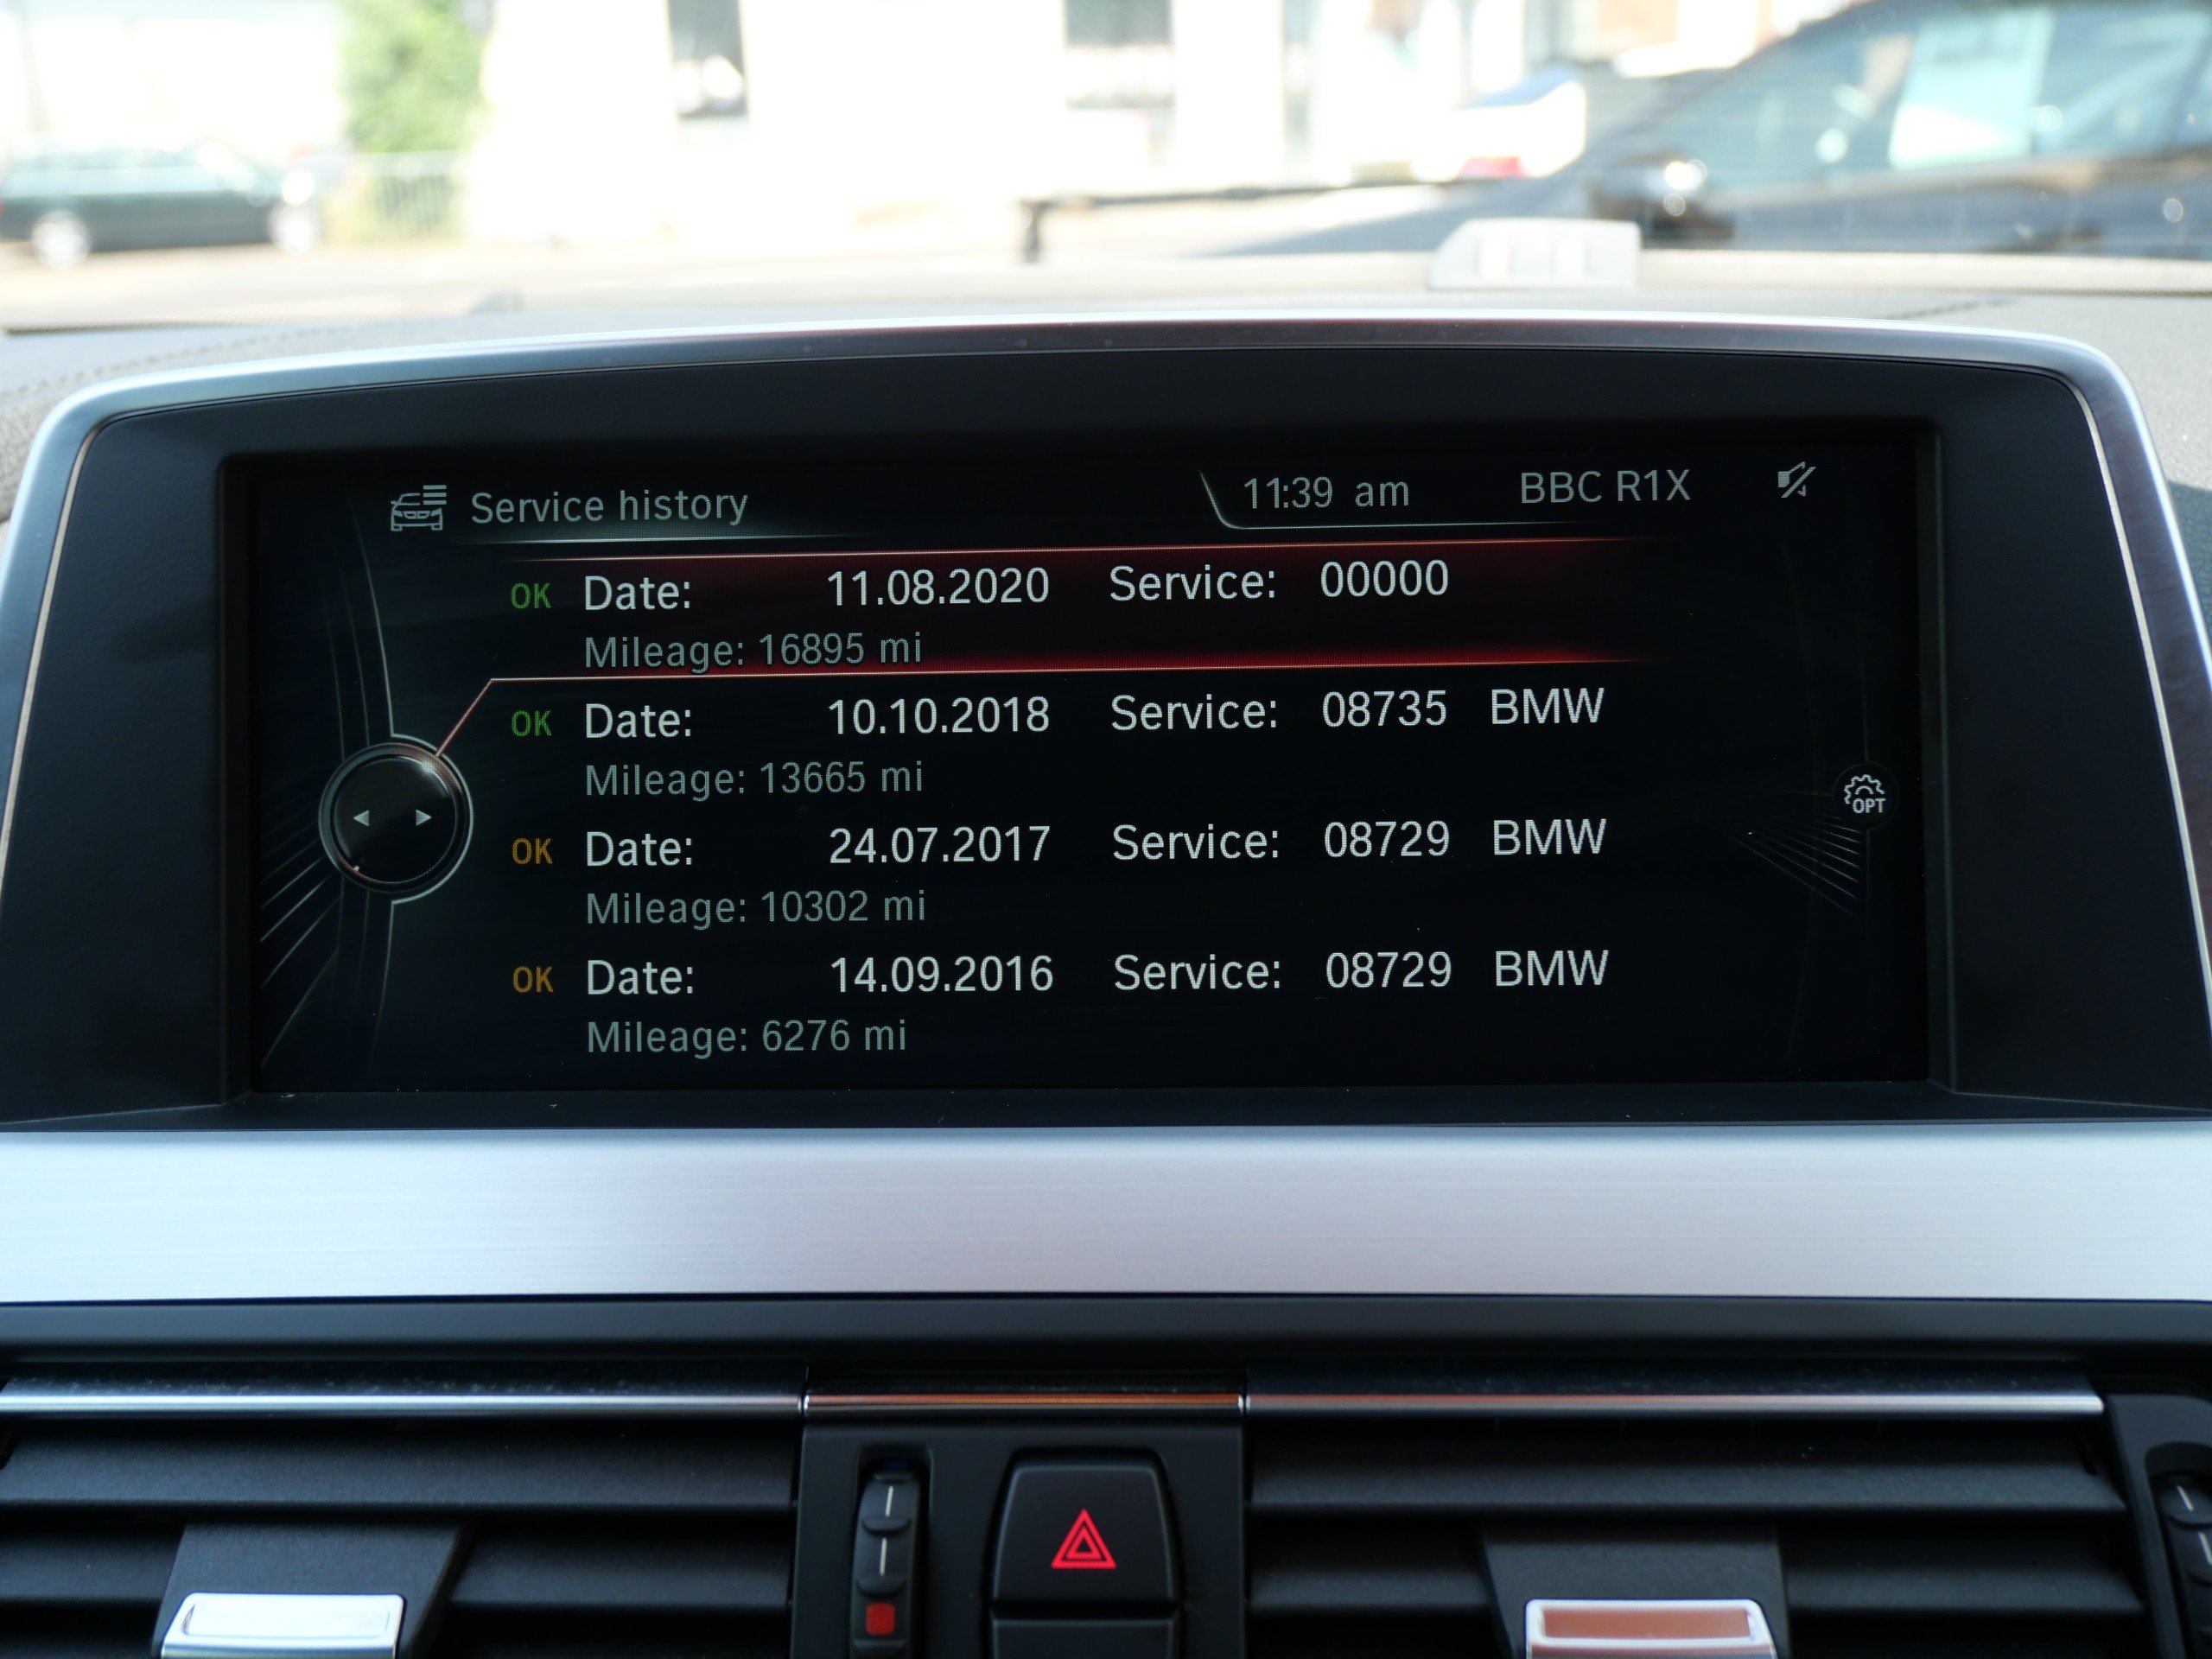 Service history 11:39 am BBC R1X
OK Date: 11.08.2020 Service: 00000
Mileage: 16895 mi
OK Date: 10.10.2018 Service: 08735 BMW
Mileage: 13665 mi
OPT
OK Date: 24.07.2017 Service: 08729 BMW
Mileage: 10302 mi
OK Date: 14.09.2016 Service: 08729 BMW
Mileage: 6276 mi